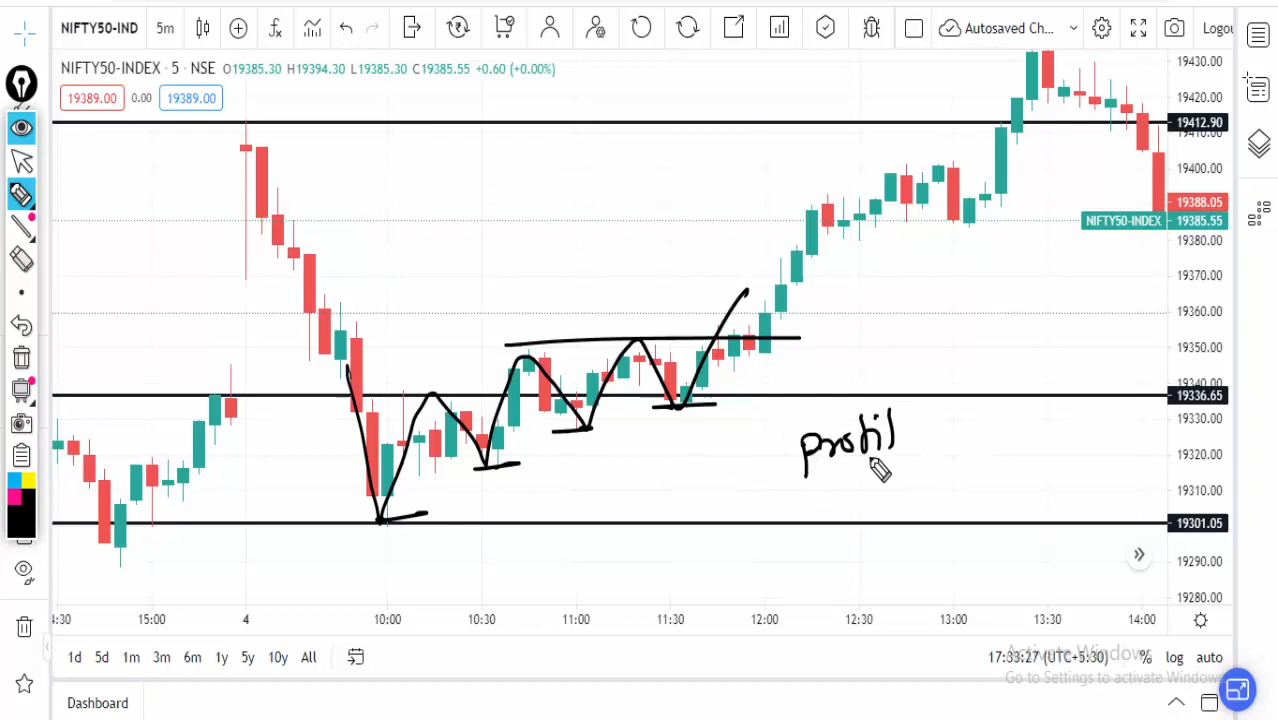 NIFTY50-IND 5m Autosaved Ch... Logou
NIFTY50-INDEX · 5 · NSE O19385.30 H19394.30 L19385.30 C19385.55 +0.60 (+0.00%)
19389.00 0.00 19389.00
19430.00
19420.00
19412.90
19410.00
19400.00
19388.05
NIFTY50-INDEX 19385.55
19380.00
19370.00
19360.00
19350.00
19340.00
19336.65
19330.00
profil
19320.00
19310.00
19301.05
19290.00
19280.00
4:30 15:00 4 10:00 10:30 11:00 11:30 12:00 12:30 13:00 13:30 14:00
1d 5d 1m 3m 6m 1y 5y 10y All 17:33:27 (UTC+5:30) % log auto
Activate Windows
Go to Settings to activate Windows
Dashboard